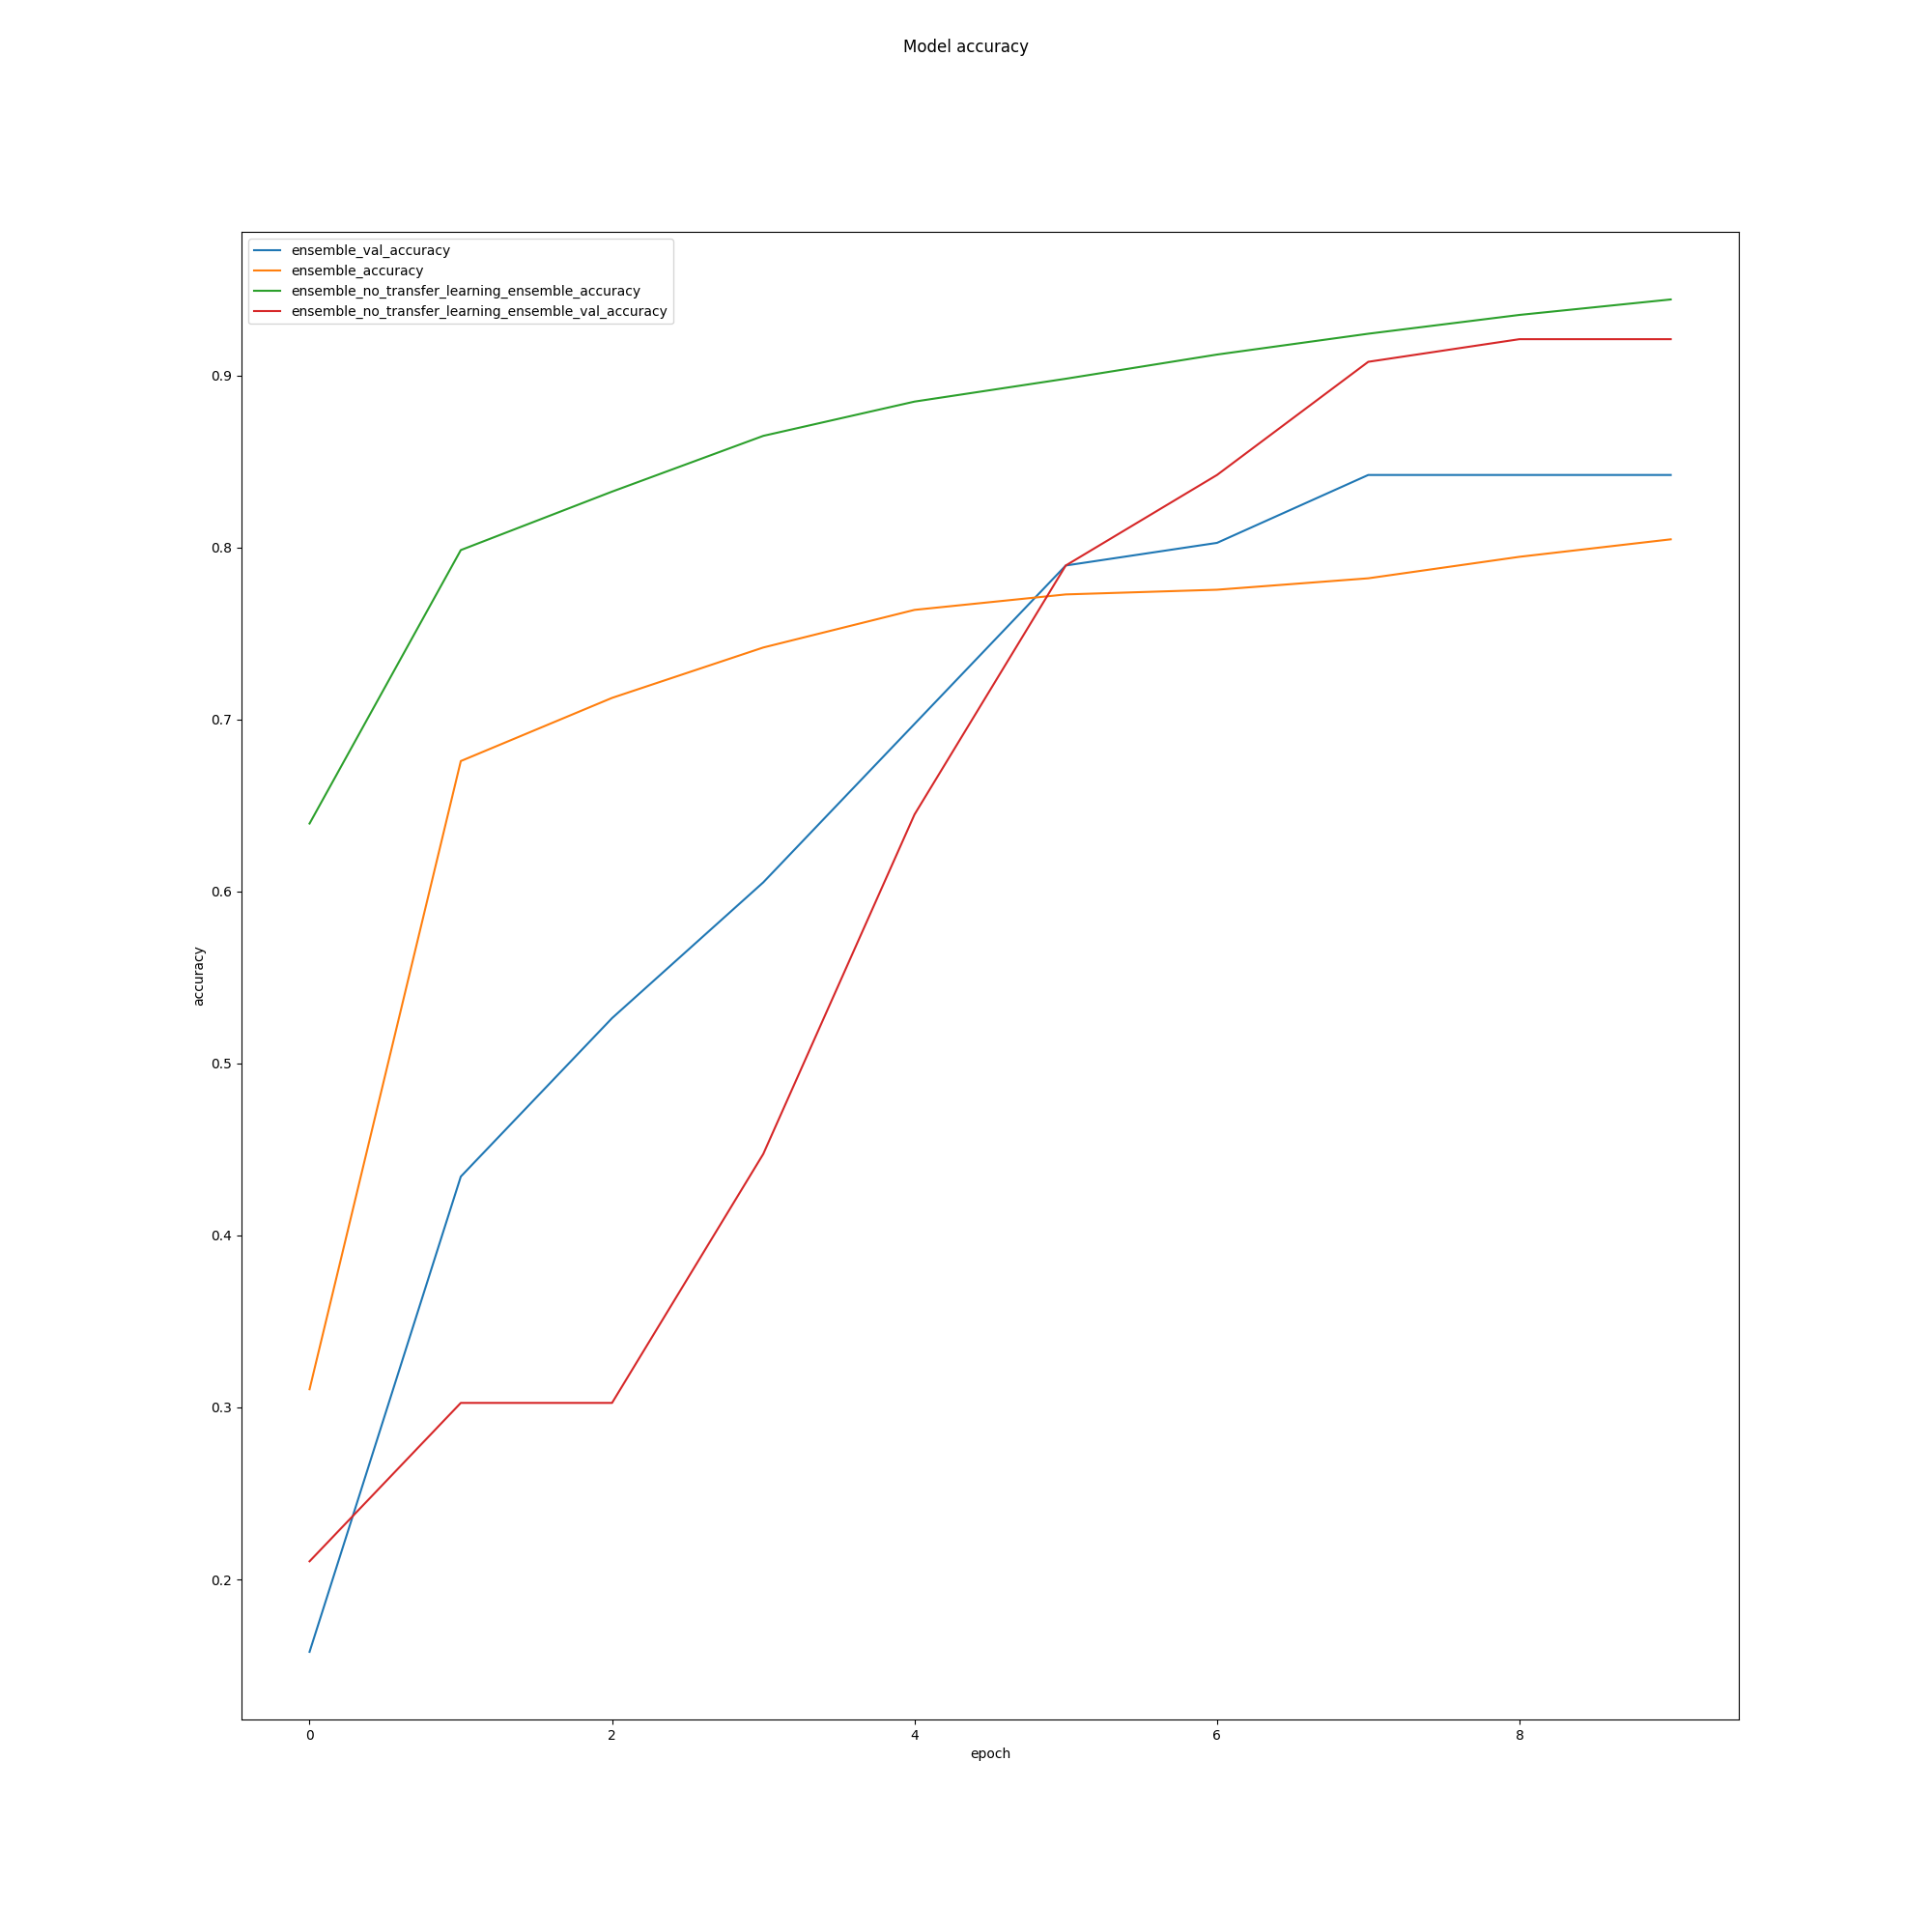 Model accuracy
ensemble_val_accuracy
ensemble_accuracy
ensemble_no_transfer_learning_ensemble_accuracy
ensemble_no_transfer_learning_ensemble_val_accuracy
0.9
0.8
0.7
0.6
0.5
0.4
0.3
0.2
accuracy
0 2 4 6 8
epoch